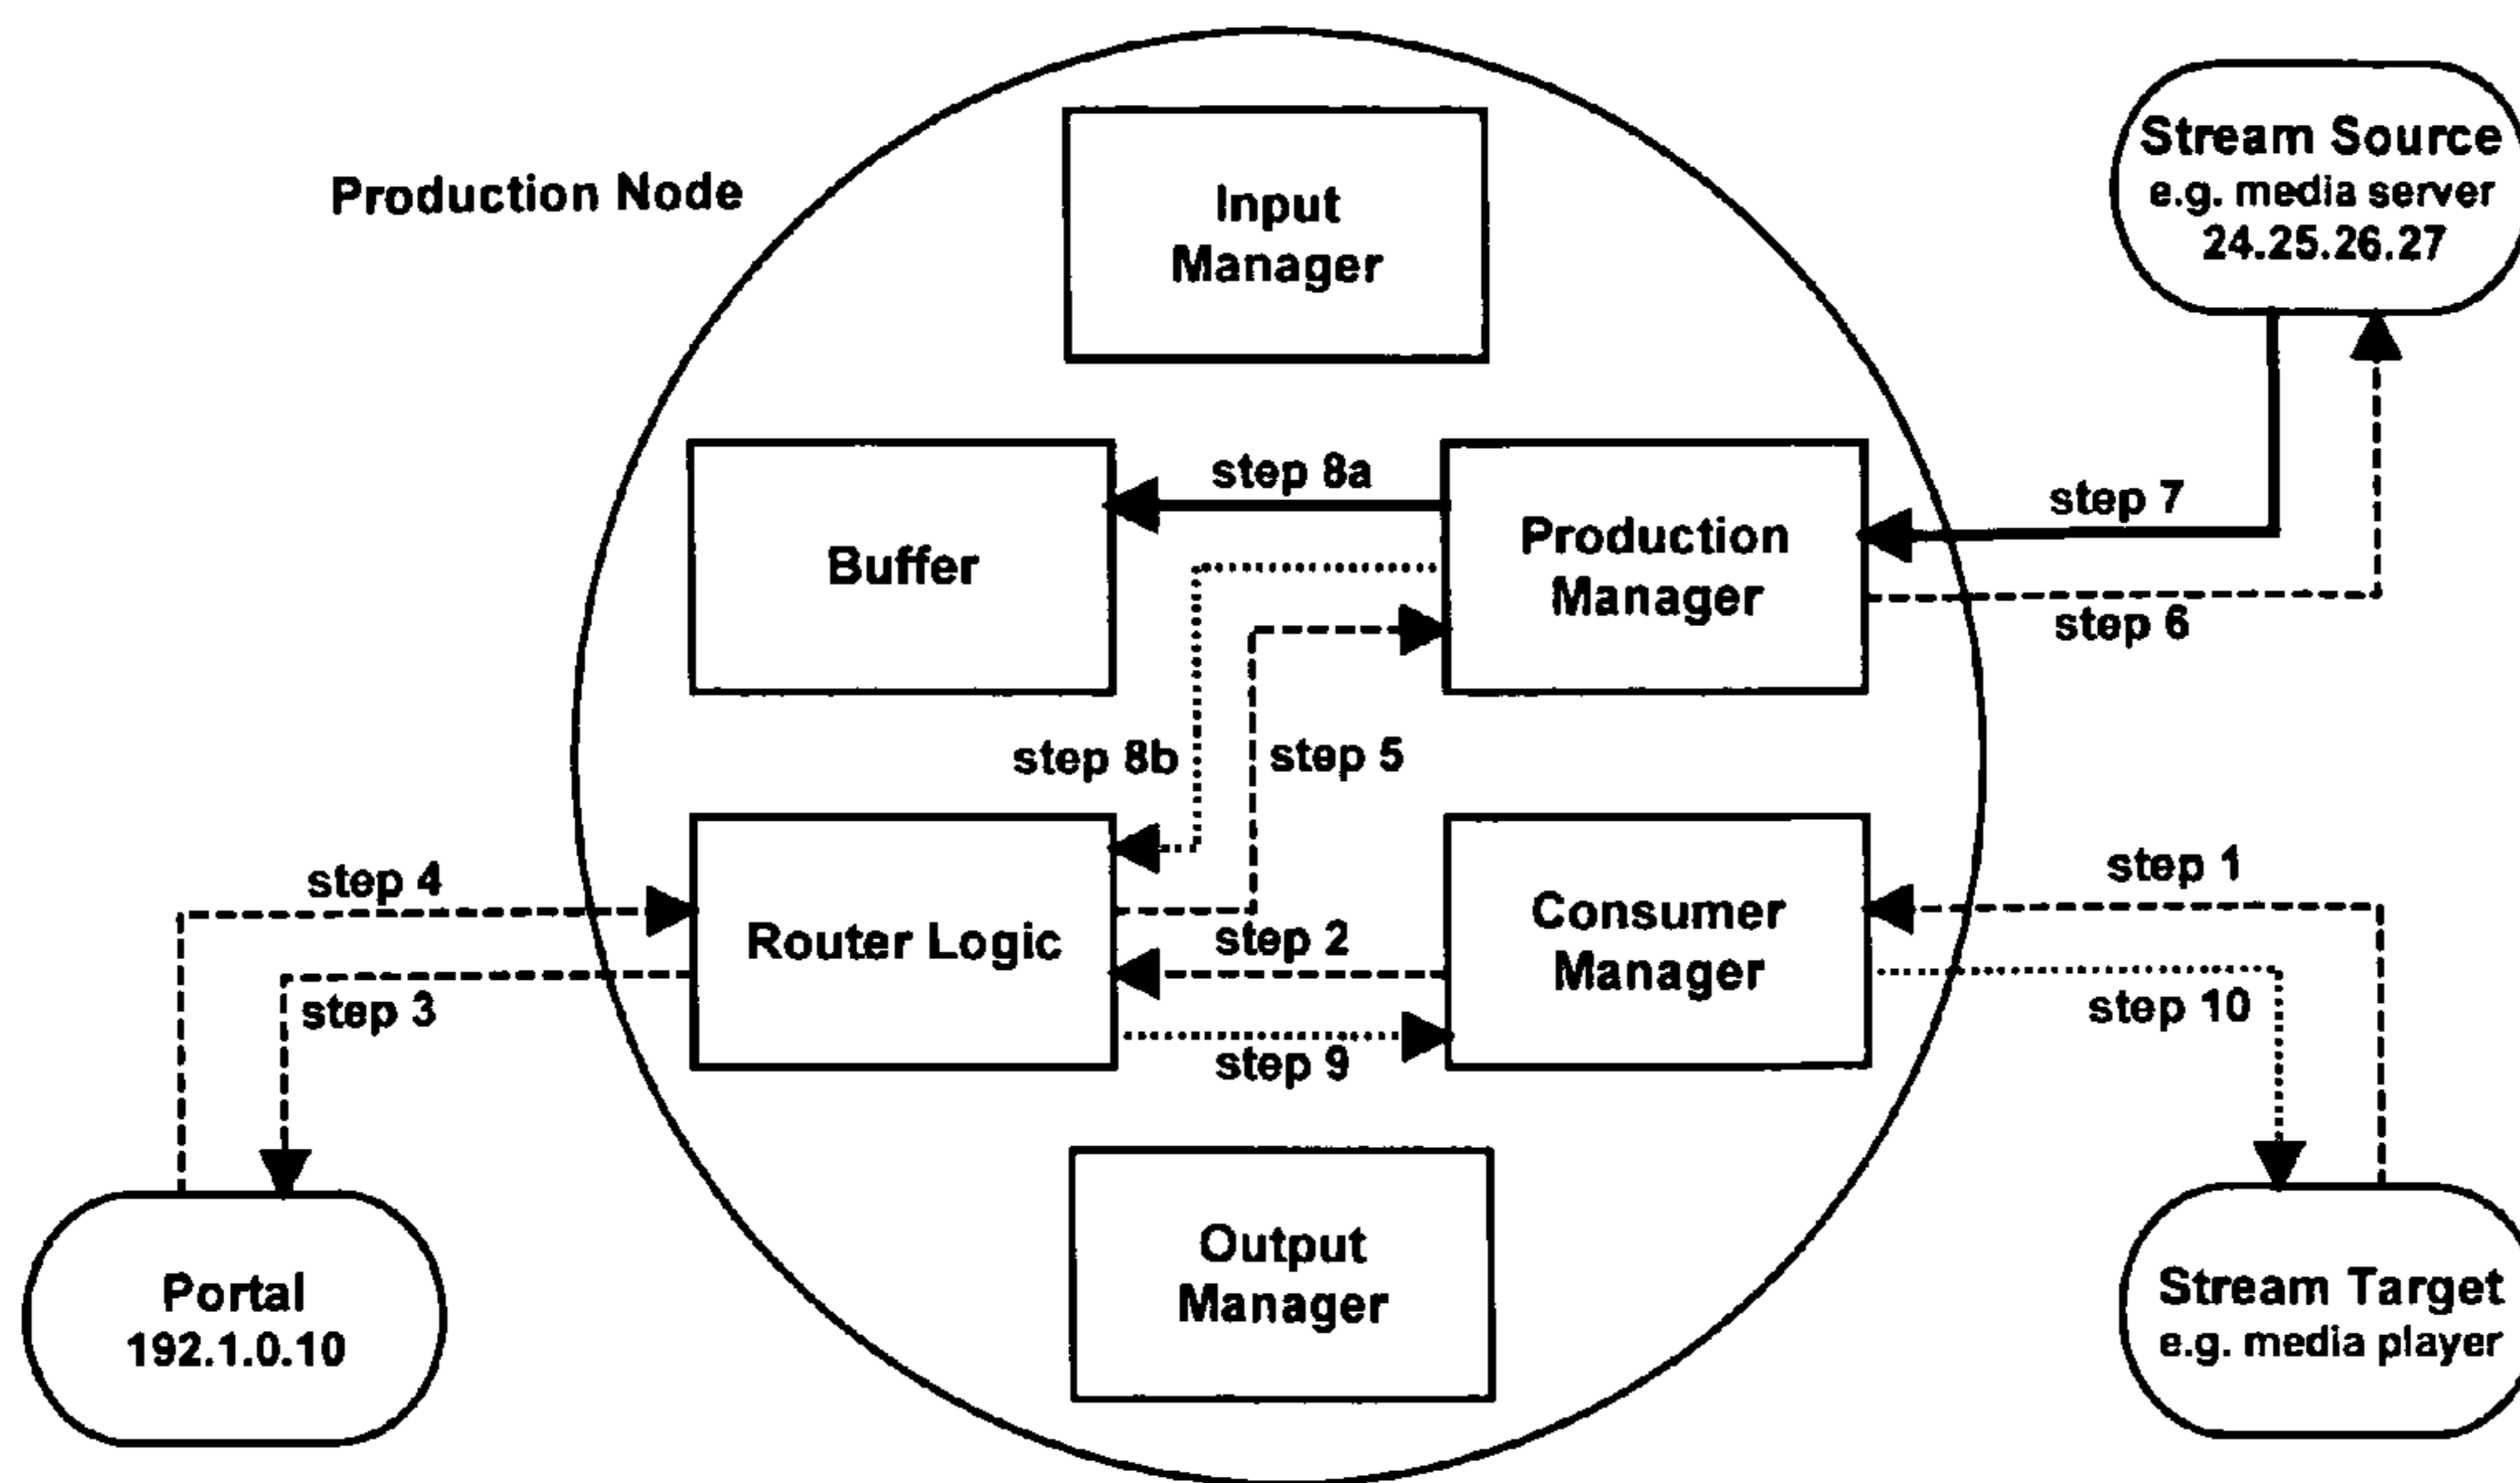 Production Node
Input
Manager
Stream Source
e.g. media server
24.25.26.27
step 8a
Buffer
Production
Manager
step 7
step 6
step 8b
step 5
step 4
Router Logic
step 3
step 2
step 9
Consumer
Manager
step 1
step 10
Portal
192.1.0.10
Output
Manager
Stream Target
e.g. media player